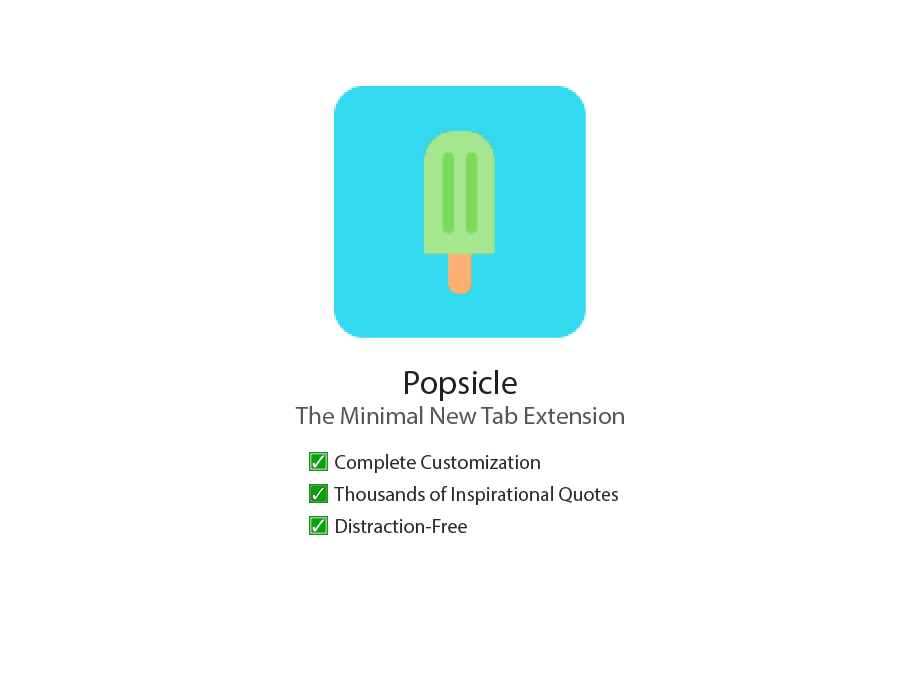 Popsicle
The Minimal New Tab Extension
✅ Complete Customization
✅ Thousands of Inspirational Quotes
✅ Distraction-Free